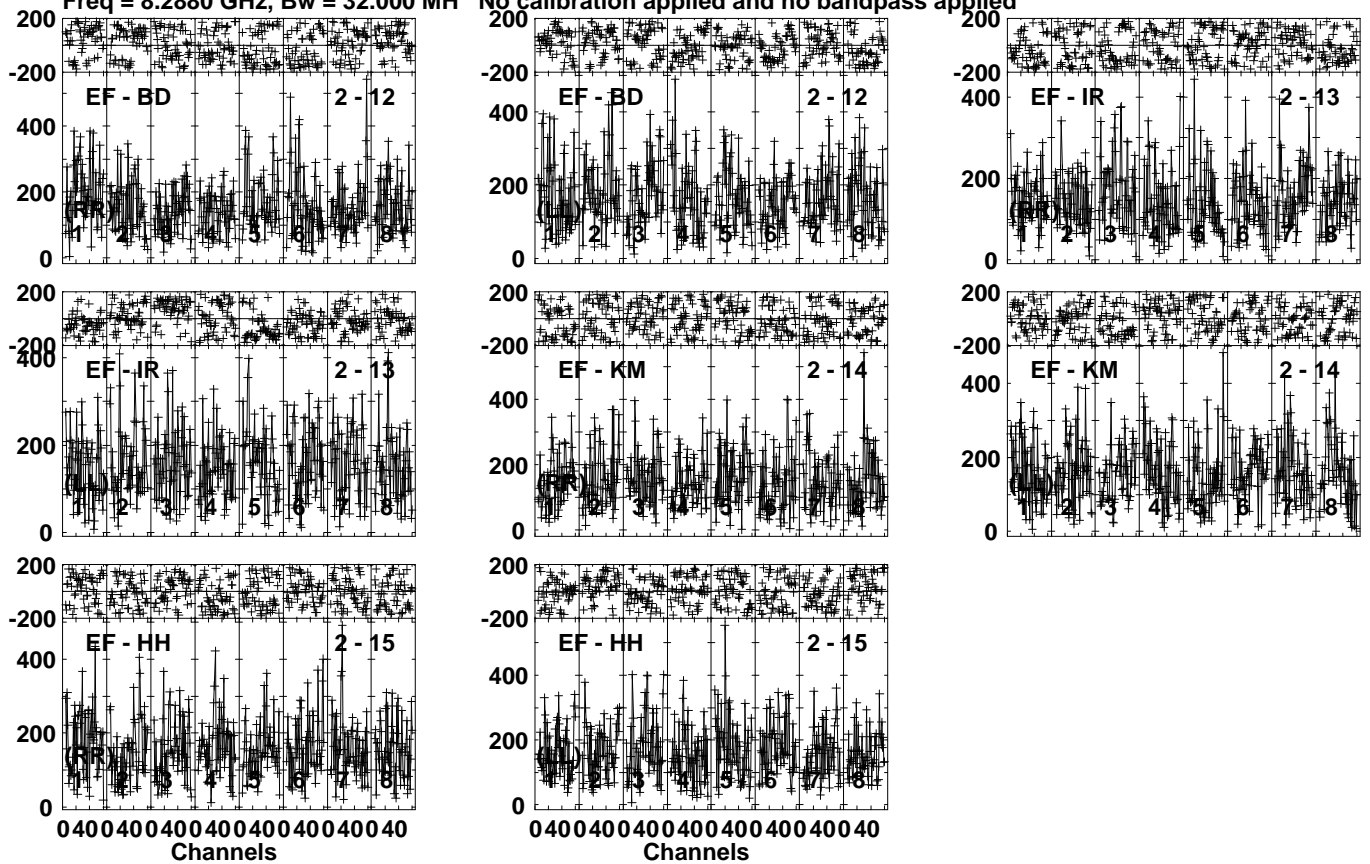 Freq = 8.2880 GHz, Bw = 32.000 MH No calibration applied and no bandpass applied
200 200 200
-200 -200 -200
EF - BD 2 - 12 EF - BD 2 - 12 EF - IR 2 - 13
400 400 400
200 200 200
(RR) (LL) (RR)
1 2 3 4 5 6 7 8 1 2 3 4 5 6 7 8 1 2 3 4 5 6 7 8
0 0 0
200 200 200
-200 -200 -200
400
EF - IR 2 - 13 EF - KM 2 - 14 EF - KM 2 - 14
400 400
200 200 200
(LL) (RR) (LL)
1 2 3 4 5 6 7 8 1 2 3 4 5 6 7 8 1 2 3 4 5 6 7 8
0 0 0
200 200
-200 -200
EF - HH 2 - 15 EF - HH 2 - 15
400 400
200 200
(RR) (LL)
1 2 3 4 5 6 7 8 1 2 3 4 5 6 7 8
0 0
0 40 0 40 0 40 0 40 0 40 0 40 0 40 0 40 0 40 0 40 0 40 0 40 0 40 0 40 0 40 0 40
Channels Channels